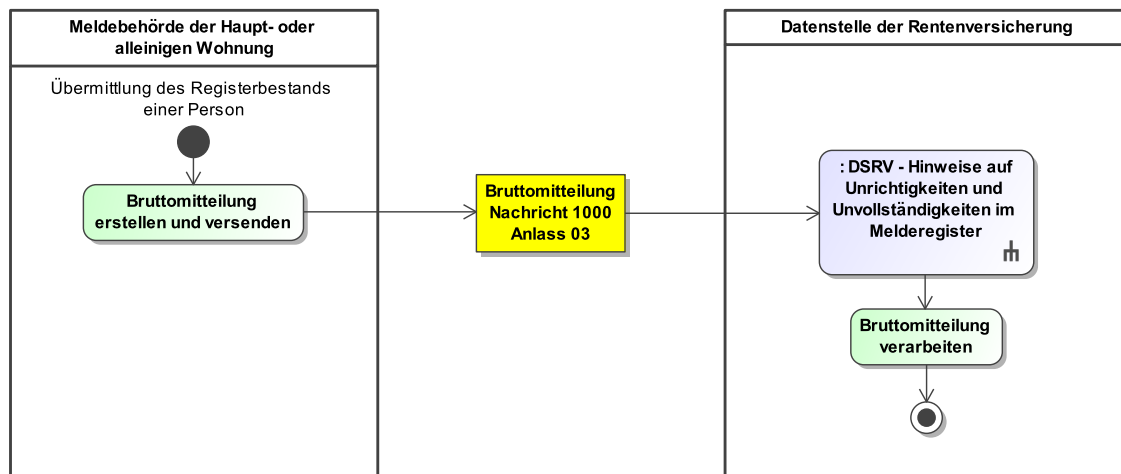 Meldebehörde der Haupt- oder
alleinigen Wohnung
Übermittlung des Registerbestands
einer Person
Bruttomitteilung
erstellen und versenden
Bruttomitteilung
Nachricht 1000
Anlass 03
Datenstelle der Rentenversicherung
: DSRV - Hinweise auf
Unrichtigkeiten und
Unvollständigkeiten im
Melderegister
Bruttomitteilung
verarbeiten